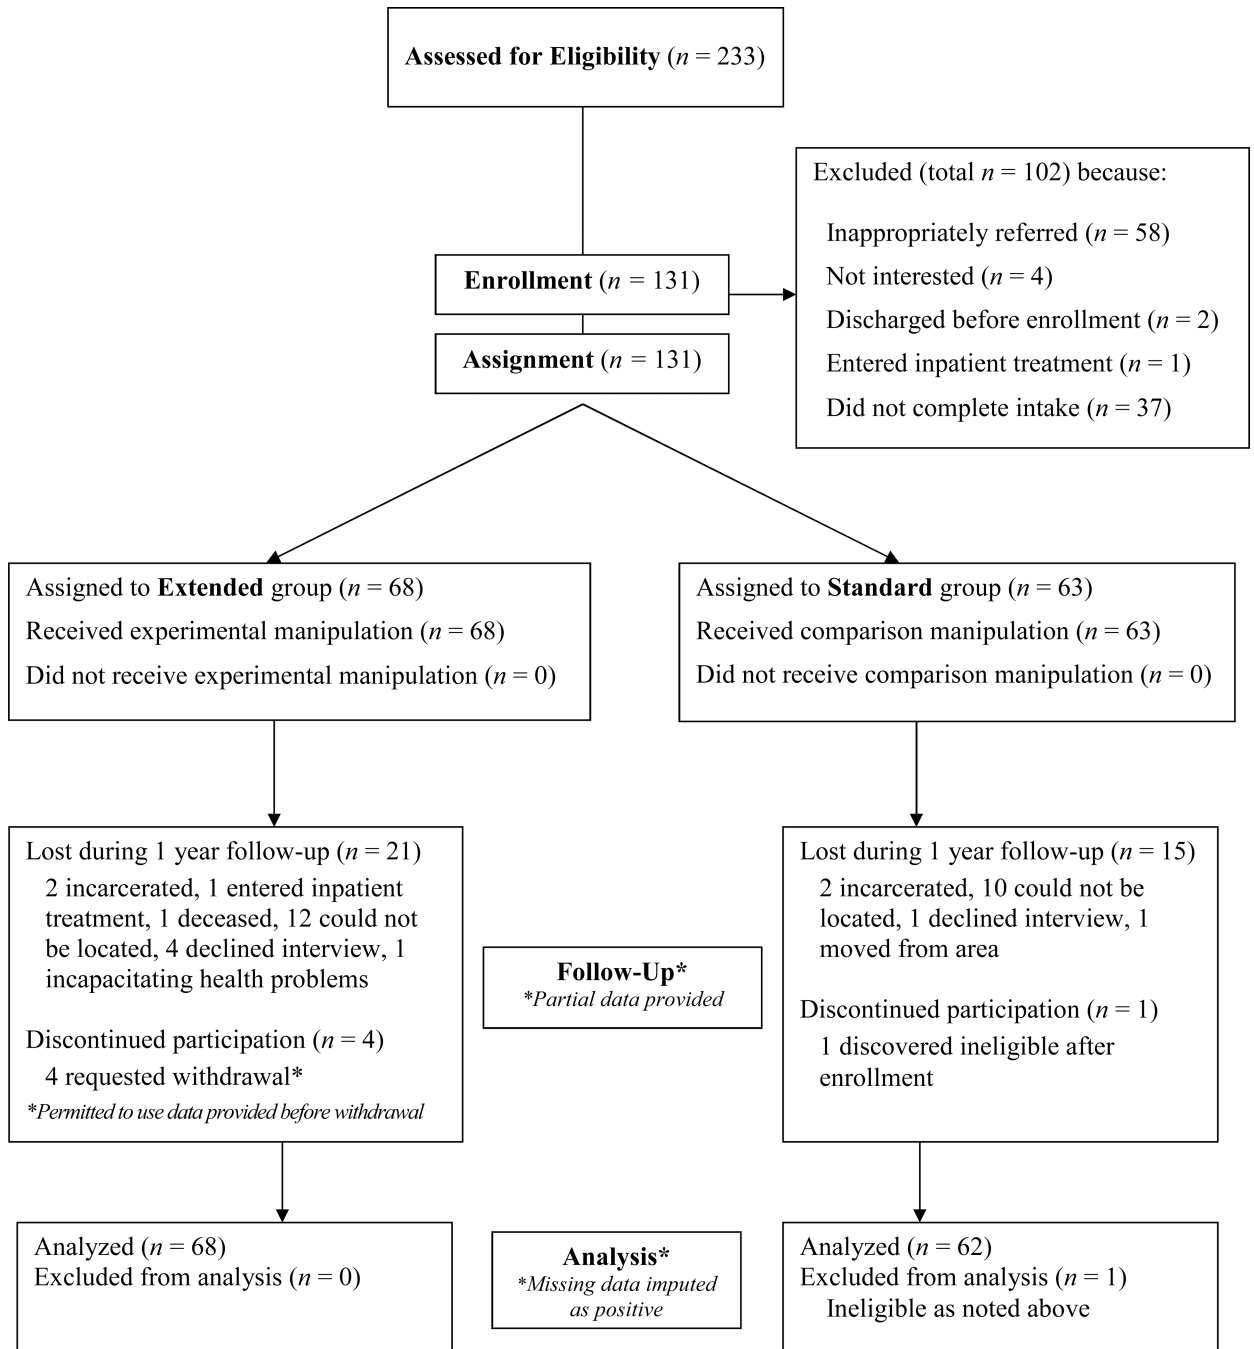 Assessed for Eligibility (n = 233)
Excluded (total n = 102) because:
Inappropriately referred (n = 58)
Not interested (n = 4)
Discharged before enrollment (n = 2)
Entered inpatient treatment (n = 1)
Did not complete intake (n = 37)
Enrollment (n = 131)
Assignment (n = 131)
Assigned to Extended group (n = 68)
Received experimental manipulation (n = 68)
Did not receive experimental manipulation (n = 0)
Assigned to Standard group (n = 63)
Received comparison manipulation (n = 63)
Did not receive comparison manipulation (n = 0)
Lost during 1 year follow-up (n = 21)
2 incarcerated, 1 entered inpatient
treatment, 1 deceased, 12 could not
be located, 4 declined interview, 1
incapacitating health problems
Discontinued participation (n = 4)
4 requested withdrawal*
*Permitted to use data provided before withdrawal
Follow-Up*
*Partial data provided
Lost during 1 year follow-up (n = 15)
2 incarcerated, 10 could not be
located, 1 declined interview, 1
moved from area
Discontinued participation (n = 1)
1 discovered ineligible after
enrollment
Analyzed (n = 68)
Excluded from analysis (n = 0)
Analysis*
*Missing data imputed
as positive
Analyzed (n = 62)
Excluded from analysis (n = 1)
Ineligible as noted above